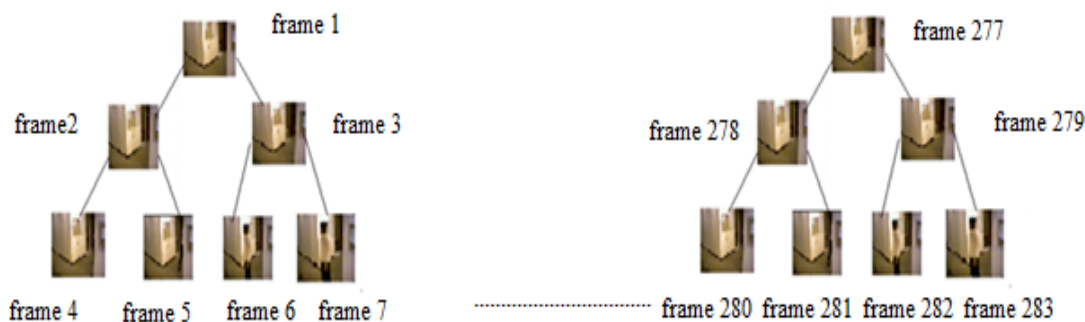 frame 1
frame2
frame 3
frame 4
frame 5
frame 6
frame 7
frame 277
frame 278
frame 279
frame 280
frame 281
frame 282
frame 283